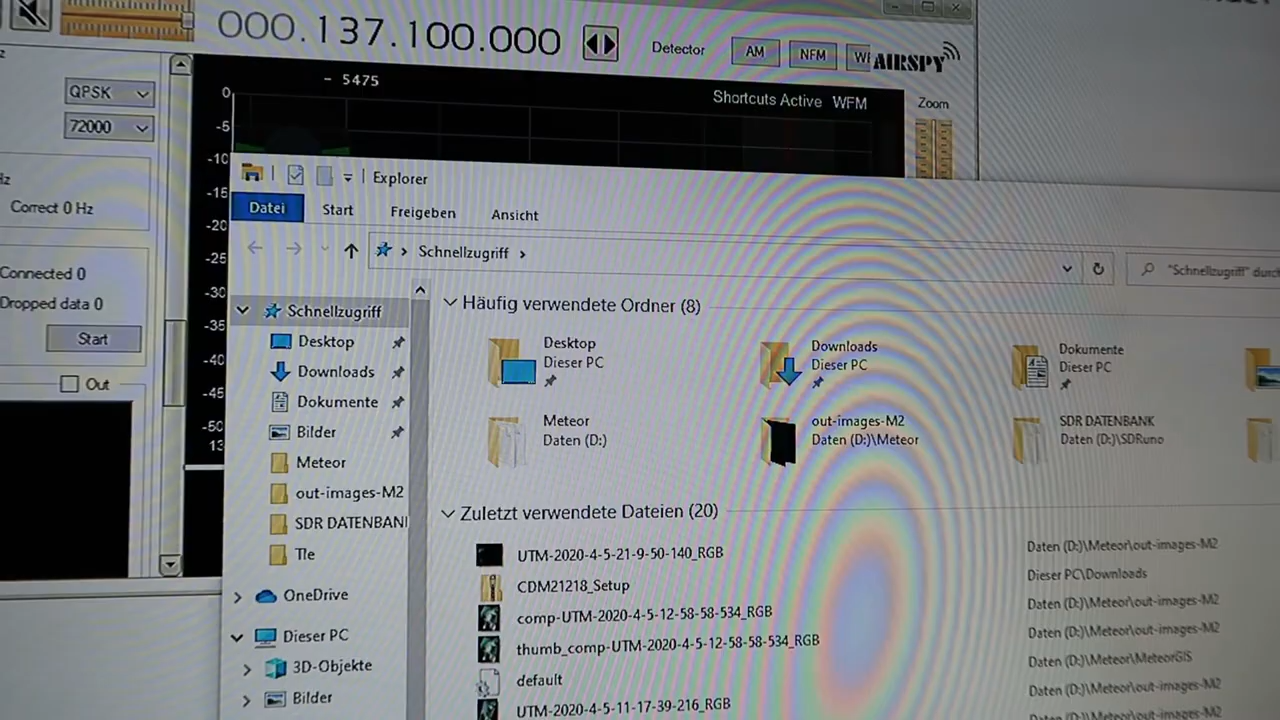 000.137.100.000
Detector
AM
NFM
AIRSPY
QPSK
72000
- 5475
Shortcuts Active WFM
Zoom
0
-5
-10
-15
-20
-25
-30
-35
-40
-45
-50
13
Correct 0 Hz
Connected 0
Dropped data 0
Start
Out
Explorer
Datei
Start
Freigeben
Ansicht
Schnellzugriff
"Schnellzugriff"
Schnellzugriff
Desktop
Downloads
Dokumente
Bilder
Meteor
out-images-M2
SDR DATENBANI
Tle
OneDrive
Dieser PC
3D-Objekte
Bilder
Häufig verwendete Ordner (8)
Desktop
Dieser PC
Downloads
Dieser PC
Dokumente
Dieser PC
Meteor
Daten (D:)
out-images-M2
Daten (D:)\Meteor
SDR DATENBANK
Daten (D:)\SDRuno
Zuletzt verwendete Dateien (20)
UTM-2020-4-5-21-9-50-140_RGB
Daten (D:)\Meteor\out-images-M2
CDM21218_Setup
Dieser PC\Downloads
comp-UTM-2020-4-5-12-58-58-534_RGB
Daten (D:)\Meteor\out-images-M2
thumb_comp-UTM-2020-4-5-12-58-58-534_RGB
Daten (D:)\Meteor\out-images-M2
default
Daten (D:)\Meteor\MeteorGIS
UTM-2020-4-5-11-17-39-216_RGB
Daten (D:)\Meteor\out-images-M2